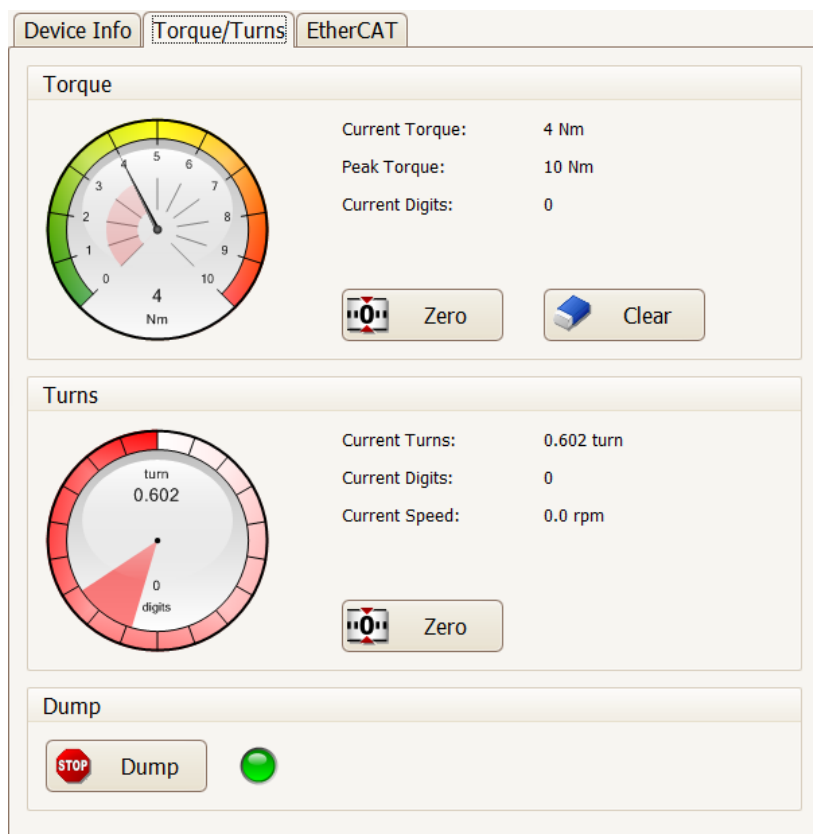 Device Info Torque/Turns EtherCAT
Torque
0 1 2 3 4 5 6 7 8 9 10
4
Nm
Current Torque: 4 Nm
Peak Torque: 10 Nm
Current Digits: 0
0 Zero Clear
Turns
turn
0.602
0
digits
Current Turns: 0.602 turn
Current Digits: 0
Current Speed: 0.0 rpm
0 Zero
Dump
STOP Dump